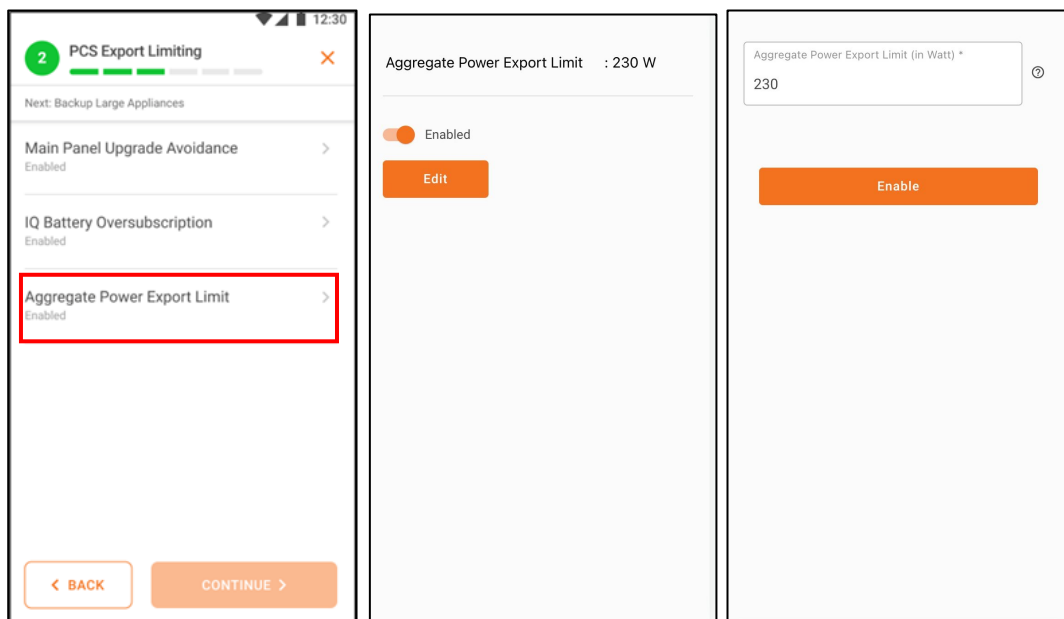 12:30
2
PCS Export Limiting
Next: Backup Large Appliances
Main Panel Upgrade Avoidance
Enabled
IQ Battery Oversubscription
Enabled
Aggregate Power Export Limit
Enabled
BACK
CONTINUE
Aggregate Power Export Limit : 230 W
Enabled
Edit
Aggregate Power Export Limit (in Watt) *
230
?
Enable